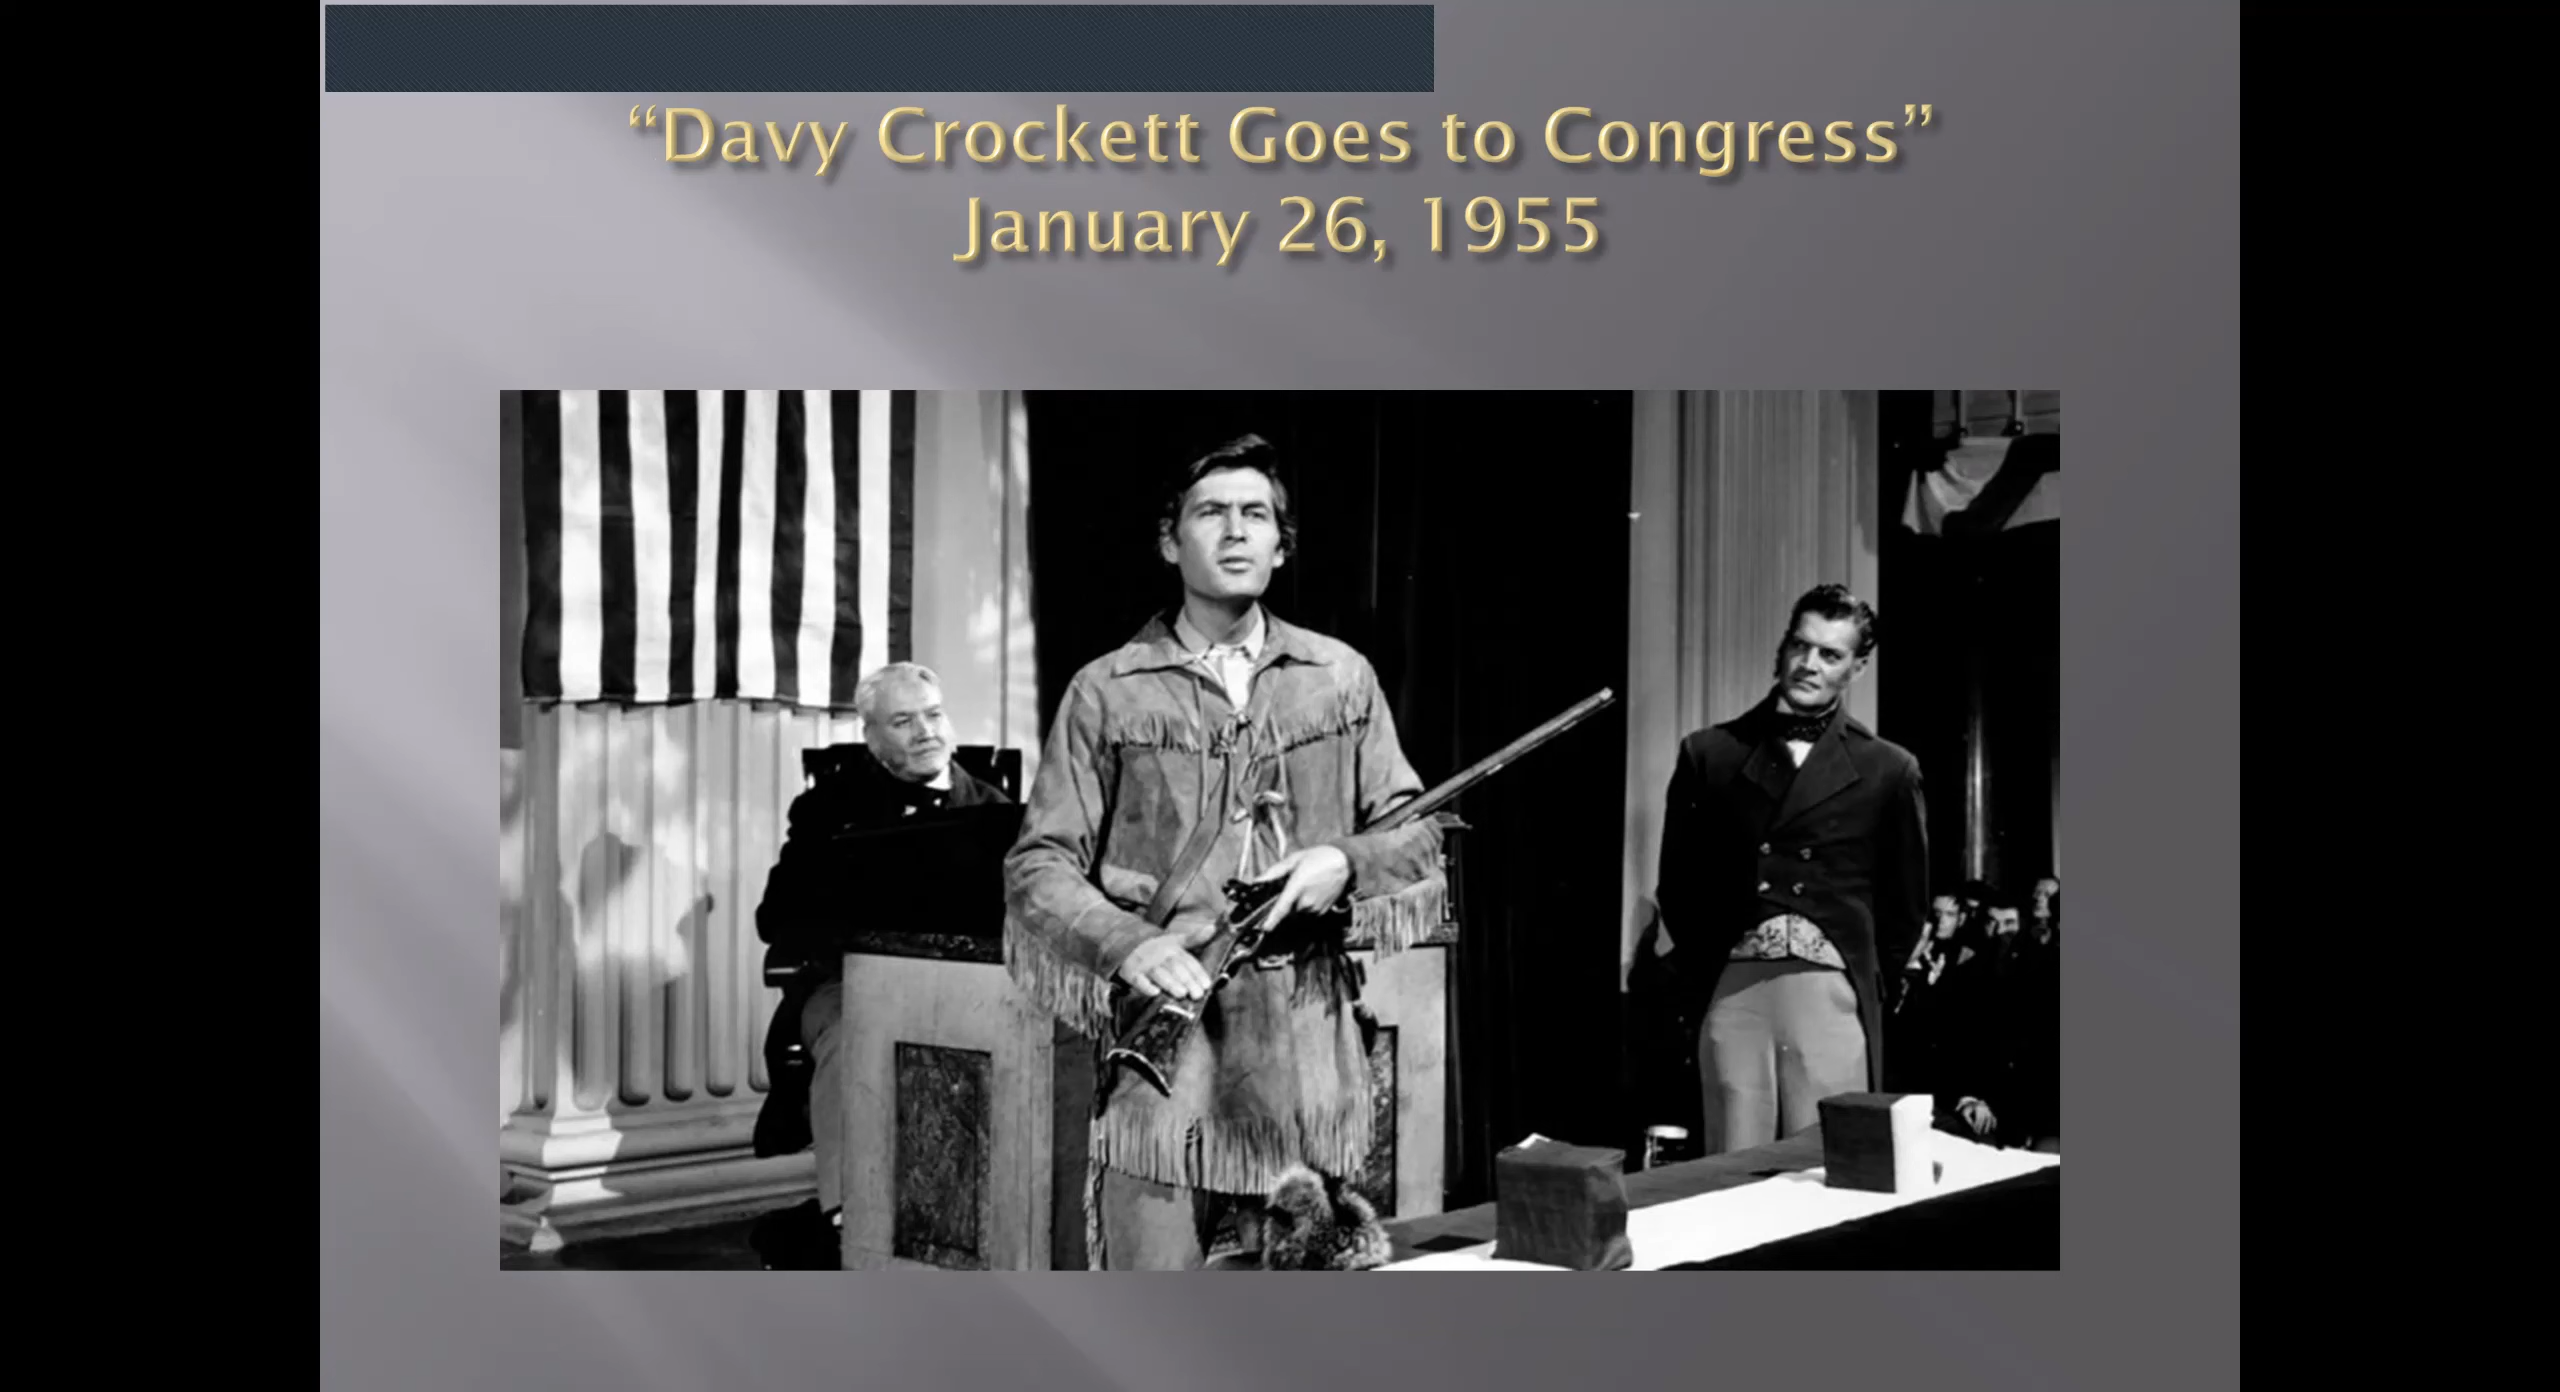 “Davy Crockett Goes to Congress”
January 26, 1955